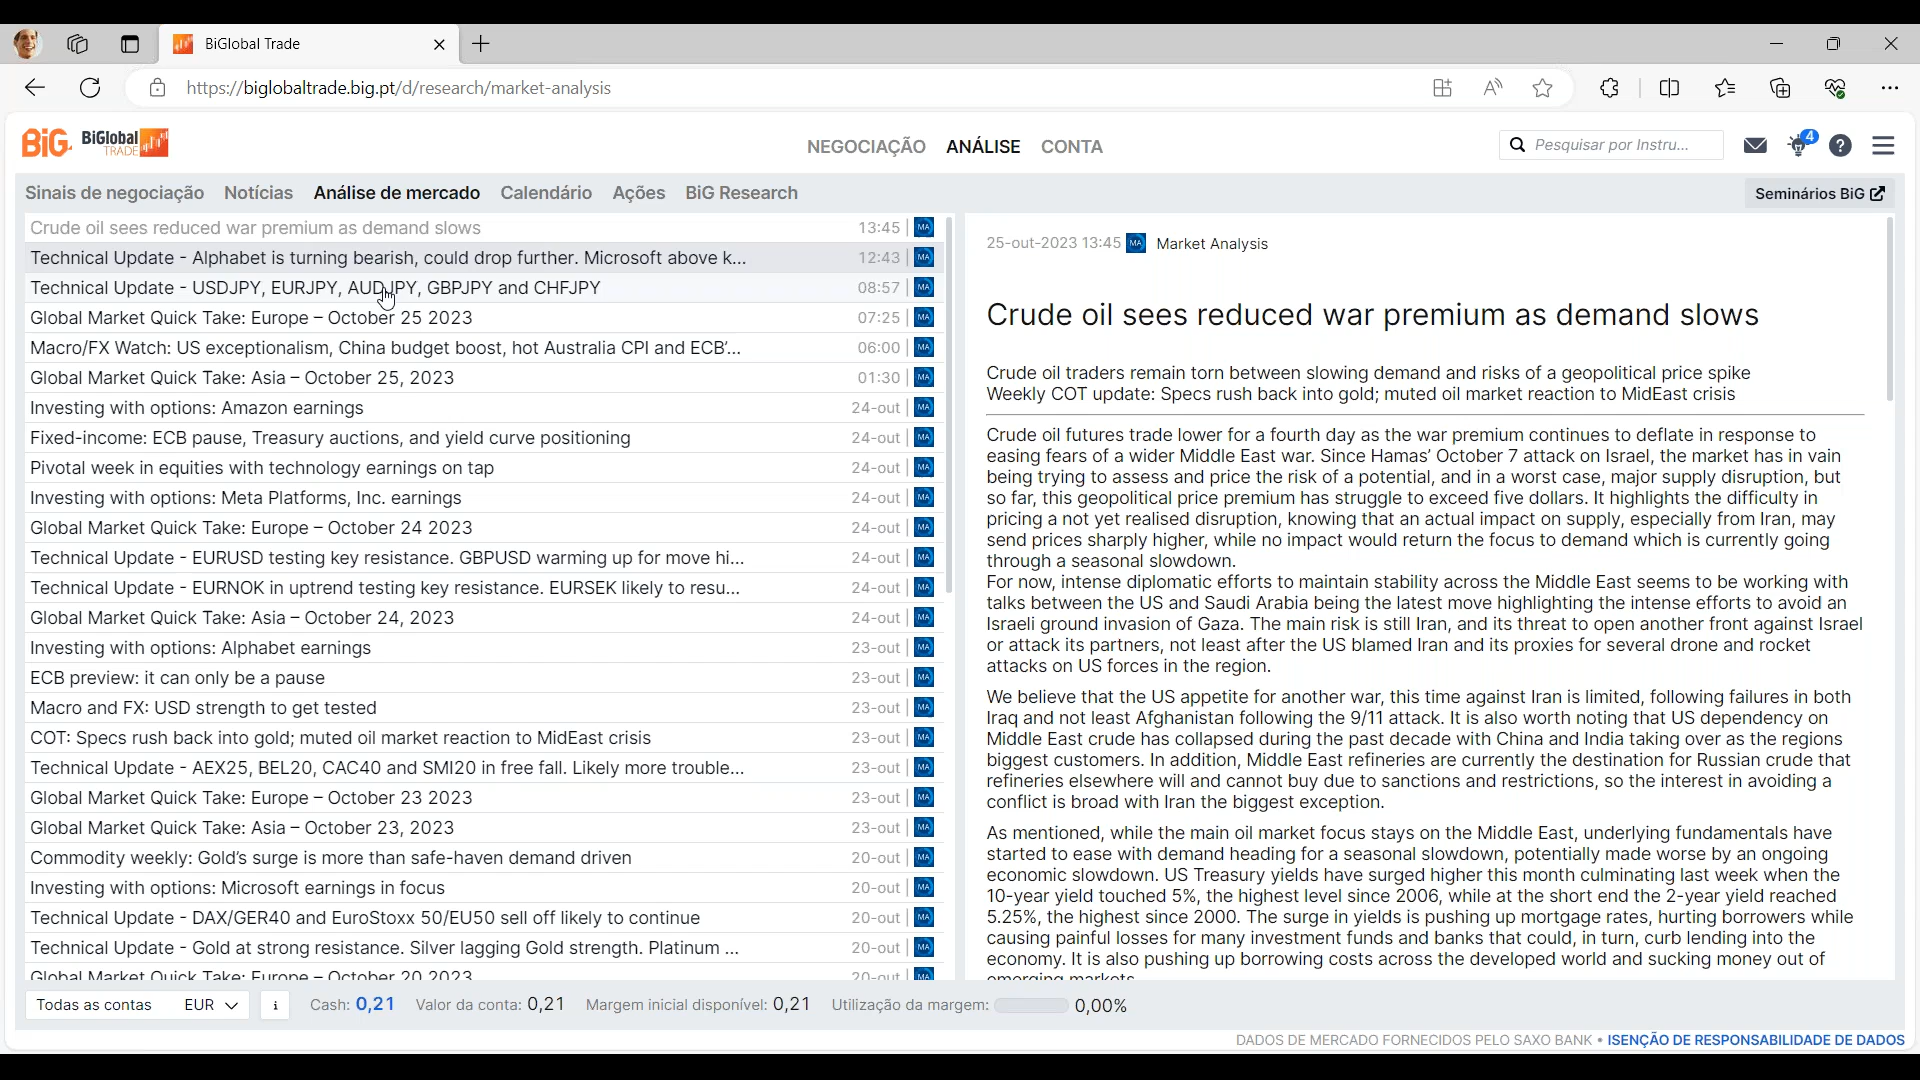 BiGlobal Trade
https://biglobaltrade.big.pt/d/research/market-analysis
BiG
BiGlobal
TRADE
NEGOCIAÇÃO ANÁLISE CONTA
Pesquisar por Instru...
4
?
Sinais de negociação Notícias Análise de mercado Calendário Ações BiG Research
Seminários BiG
Crude oil sees reduced war premium as demand slows 13:45 MA
Technical Update - Alphabet is turning bearish, could drop further. Microsoft above k... 12:43 MA
Technical Update - USDJPY, EURJPY, AUDJPY, GBPJPY and CHFJPY 08:57 MA
Global Market Quick Take: Europe – October 25 2023 07:25 MA
Macro/FX Watch: US exceptionalism, China budget boost, hot Australia CPI and ECB'... 06:00 MA
Global Market Quick Take: Asia – October 25, 2023 01:30 MA
Investing with options: Amazon earnings 24-out MA
Fixed-income: ECB pause, Treasury auctions, and yield curve positioning 24-out MA
Pivotal week in equities with technology earnings on tap 24-out MA
Investing with options: Meta Platforms, Inc. earnings 24-out MA
Global Market Quick Take: Europe – October 24 2023 24-out MA
Technical Update - EURUSD testing key resistance. GBPUSD warming up for move hi... 24-out MA
Technical Update - EURNOK in uptrend testing key resistance. EURSEK likely to resu... 24-out MA
Global Market Quick Take: Asia – October 24, 2023 24-out MA
Investing with options: Alphabet earnings 23-out MA
ECB preview: it can only be a pause 23-out MA
Macro and FX: USD strength to get tested 23-out MA
COT: Specs rush back into gold; muted oil market reaction to MidEast crisis 23-out MA
Technical Update - AEX25, BEL20, CAC40 and SMI20 in free fall. Likely more trouble... 23-out MA
Global Market Quick Take: Europe – October 23 2023 23-out MA
Global Market Quick Take: Asia – October 23, 2023 23-out MA
Commodity weekly: Gold's surge is more than safe-haven demand driven 20-out MA
Investing with options: Microsoft earnings in focus 20-out MA
Technical Update - DAX/GER40 and EuroStoxx 50/EU50 sell off likely to continue 20-out MA
Technical Update - Gold at strong resistance. Silver lagging Gold strength. Platinum ... 20-out MA
Global Market Quick Take: Europe – October 20 2023 20-out MA
25-out-2023 13:45 MA Market Analysis
Crude oil sees reduced war premium as demand slows
Crude oil traders remain torn between slowing demand and risks of a geopolitical price spike
Weekly COT update: Specs rush back into gold; muted oil market reaction to MidEast crisis
Crude oil futures trade lower for a fourth day as the war premium continues to deflate in response to
easing fears of a wider Middle East war. Since Hamas' October 7 attack on Israel, the market has in vain
being trying to assess and price the risk of a potential, and in a worst case, major supply disruption, but
so far, this geopolitical price premium has struggle to exceed five dollars. It highlights the difficulty in
pricing a not yet realised disruption, knowing that an actual impact on supply, especially from Iran, may
send prices sharply higher, while no impact would return the focus to demand which is currently going
through a seasonal slowdown.
For now, intense diplomatic efforts to maintain stability across the Middle East seems to be working with
talks between the US and Saudi Arabia being the latest move highlighting the intense efforts to avoid an
Israeli ground invasion of Gaza. The main risk is still Iran, and its threat to open another front against Israel
or attack its partners, not least after the US blamed Iran and its proxies for several drone and rocket
attacks on US forces in the region.
We believe that the US appetite for another war, this time against Iran is limited, following failures in both
Iraq and not least Afghanistan following the 9/11 attack. It is also worth noting that US dependency on
Middle East crude has collapsed during the past decade with China and India taking over as the regions
biggest customers. In addition, Middle East refineries are currently the destination for Russian crude that
refineries elsewhere will and cannot buy due to sanctions and restrictions, so the interest in avoiding a
conflict is broad with Iran the biggest exception.
As mentioned, while the main oil market focus stays on the Middle East, underlying fundamentals have
started to ease with demand heading for a seasonal slowdown, potentially made worse by an ongoing
economic slowdown. US Treasury yields have surged higher this month culminating last week when the
10-year yield touched 5%, the highest level since 2006, while at the short end the 2-year yield reached
5.25%, the highest since 2000. The surge in yields is pushing up mortgage rates, hurting borrowers while
causing painful losses for many investment funds and banks that could, in turn, curb lending into the
economy. It is also pushing up borrowing costs across the developed world and sucking money out of
emerging markets
Todas as contas EUR i Cash: 0,21 Valor da conta: 0,21 Margem inicial disponível: 0,21 Utilização da margem: 0,00%
DADOS DE MERCADO FORNECIDOS PELO SAXO BANK • ISENÇÃO DE RESPONSABILIDADE DE DADOS